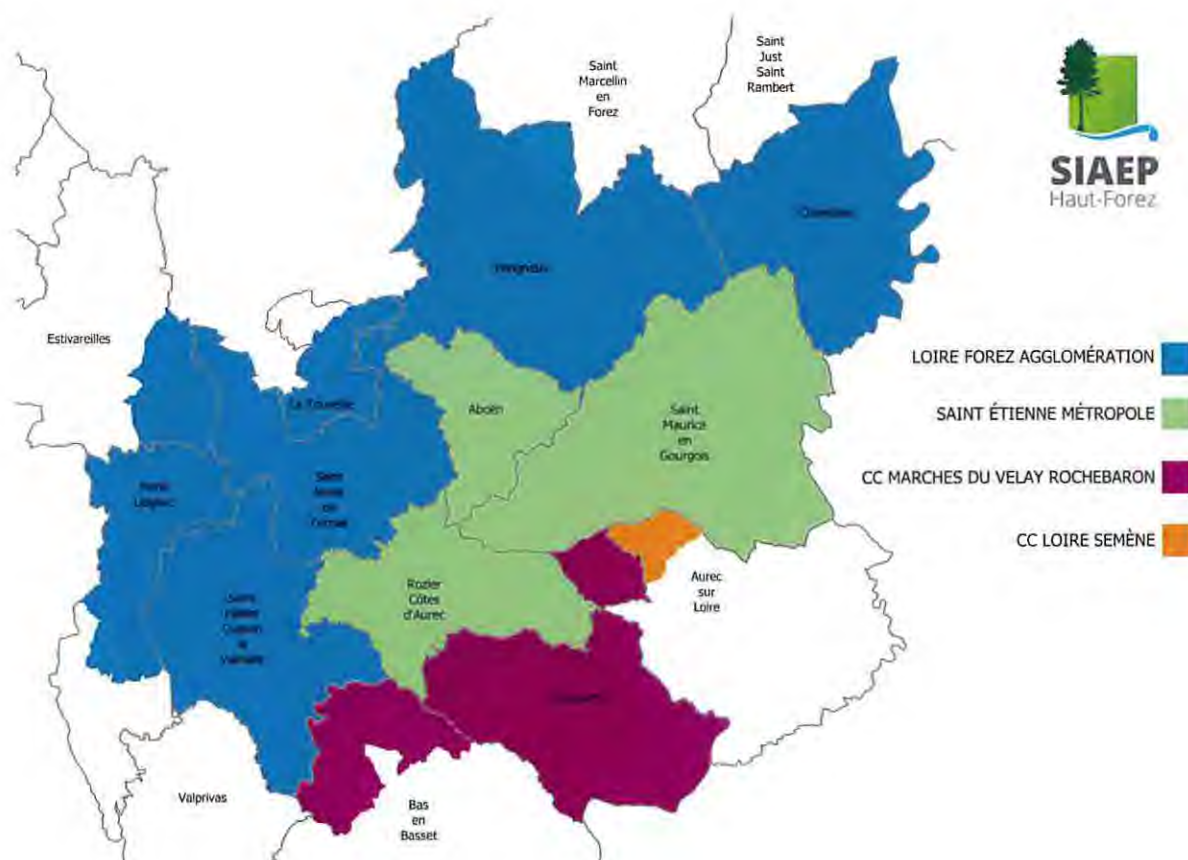 Saint
Marcellin
en
Forez
Saint
Just
Saint
Rambert
SIAEP
Haut-Forez
Estivareilles
LOIRE FOREZ AGGLOMÉRATION
Aboën
Saint
Maurice
en
Gourgois
SAINT ÉTIENNE MÉTROPOLE
La Tourette
CC MARCHES DU VELAY ROCHEBARON
Saint
CC LOIRE SEMÈNE
Rozier
Côtes
d'Aurec
Aurec
sur
Loire
Saint
Valprivas
Bas
en
Basset